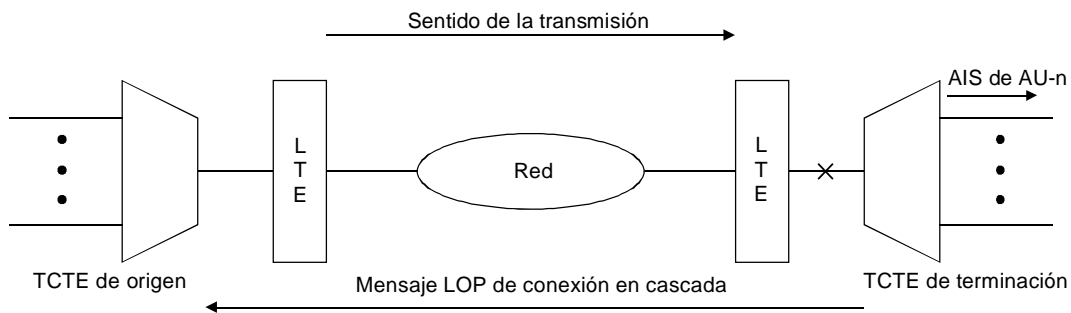 Sentido de la transmisión
AIS de AU-n
L
T
E
Red
L
T
E
TCTE de origen
Mensaje LOP de conexión en cascada
TCTE de terminación